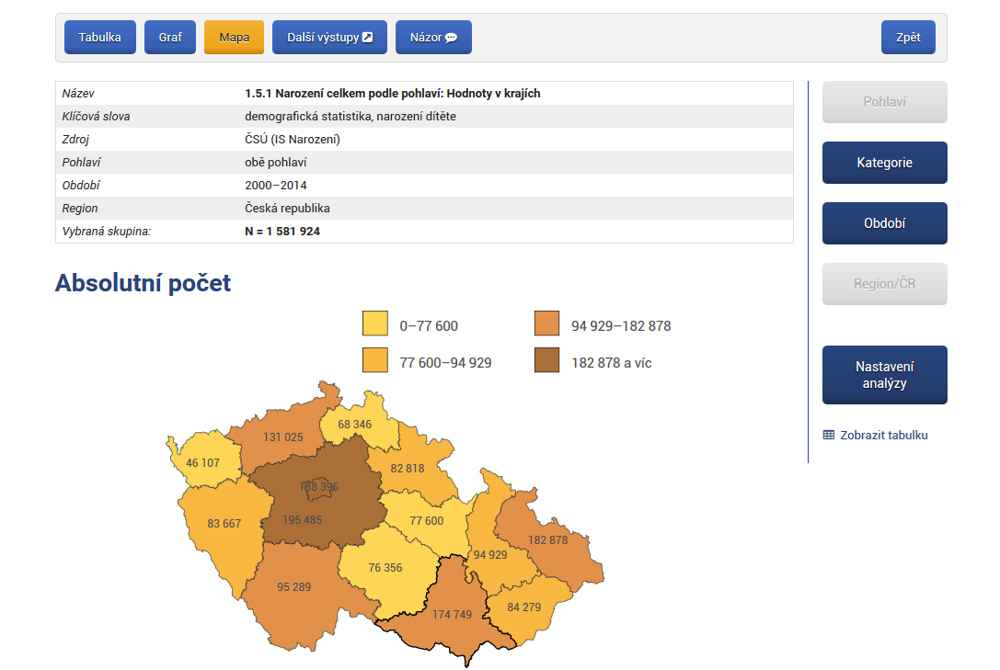 Tabulka Graf Mapa Další výstupy Názor Zpět
Název 1.5.1 Narození celkem podle pohlaví: Hodnoty v krajích
Klíčová slova demografická statistika, narození dítěte
Zdroj ČSÚ (IS Narození)
Pohlaví obě pohlaví
Období 2000–2014
Region Česká republika
Vybraná skupina: N = 1 581 924
Pohlaví
Kategorie
Období
Region/ČR
Nastavení
analýzy
Zobrazit tabulku
Absolutní počet
0–77 600 94 929–182 878
77 600–94 929 182 878 a víc
68 346
131 025
46 107
82 818
188 396
195 485
77 600
83 667
182 878
94 929
76 356
95 289
84 279
174 749